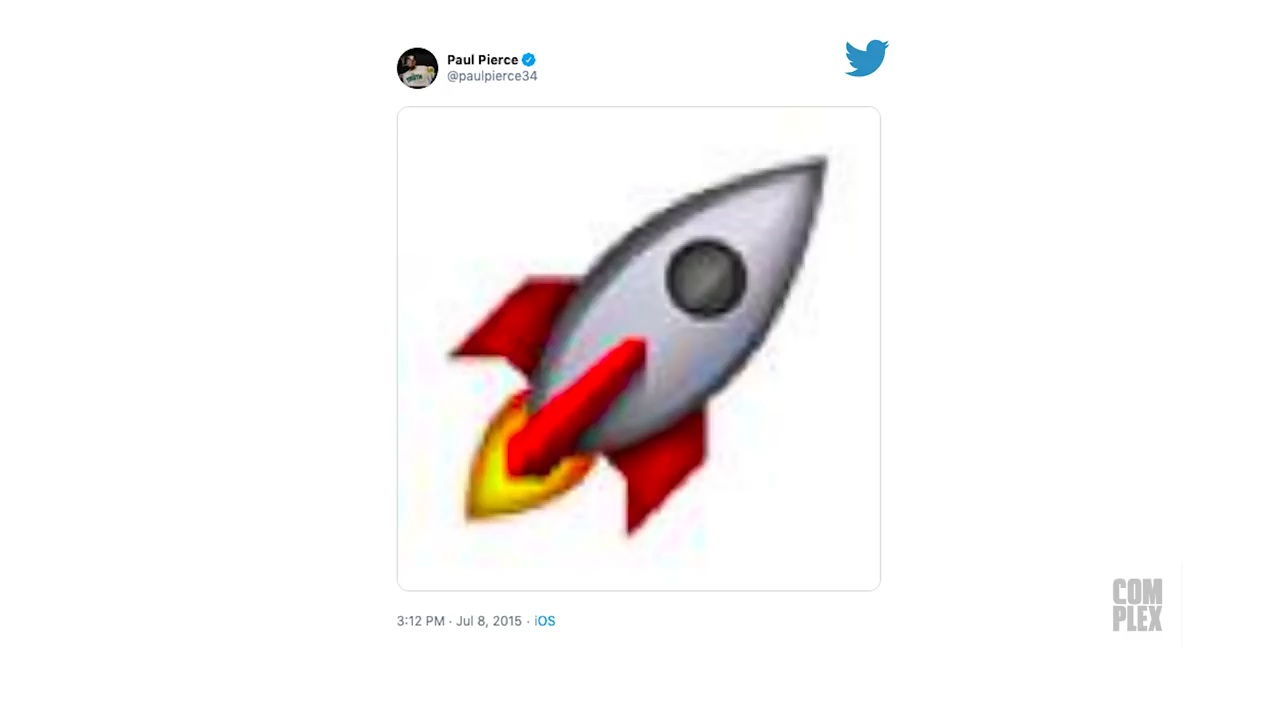 Paul Pierce
@paulpierce34
3:12 PM · Jul 8, 2015 · iOS
COM
PLEX